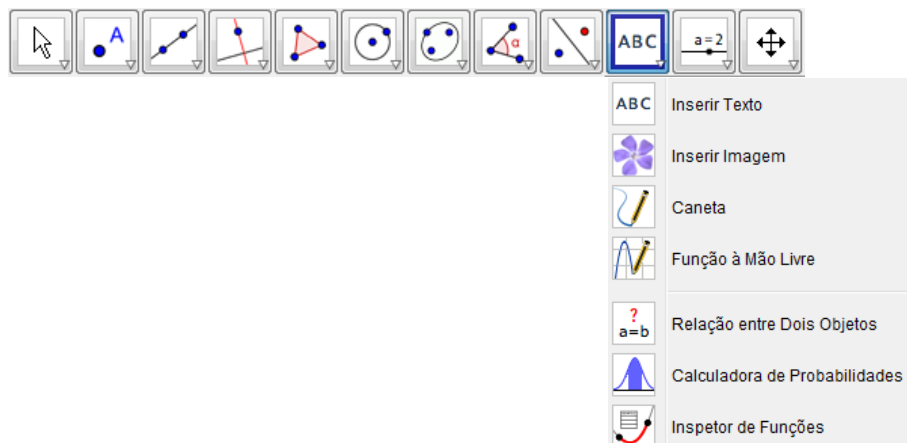 A
α
ABC
a=2
ABC Inserir Texto
Inserir Imagem
Caneta
Função à Mão Livre
?
a=b
Relação entre Dois Objetos
Calculadora de Probabilidades
Inspetor de Funções